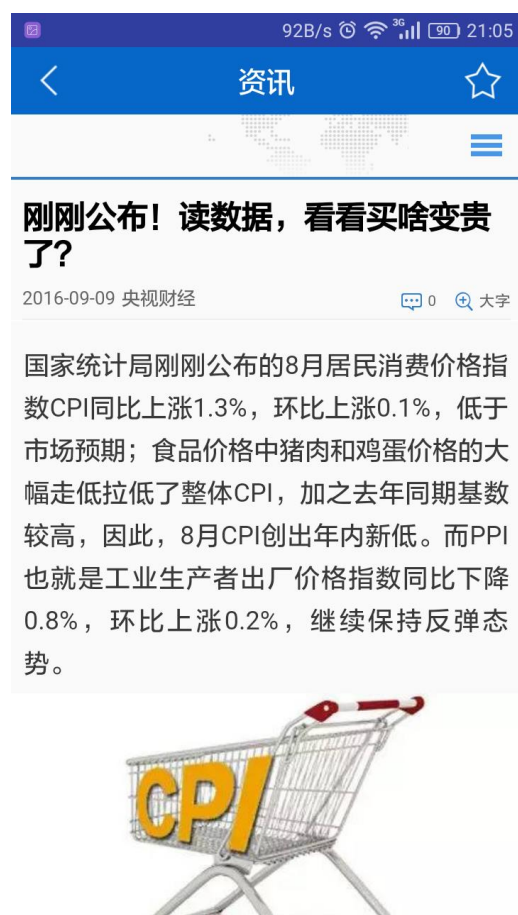 92B/s 3G 90 21:05
资讯
刚刚公布！读数据，看看买啥变贵
了？
2016-09-09 央视财经 0 大字
国家统计局刚刚公布的8月居民消费价格指
数CPI同比上涨1.3%，环比上涨0.1%，低于
市场预期；食品价格中猪肉和鸡蛋价格的大
幅走低拉低了整体CPI，加之去年同期基数
较高，因此，8月CPI创出年内新低。而PPI
也就是工业生产者出厂价格指数同比下降
0.8%，环比上涨0.2%，继续保持反弹态
势。
CPI